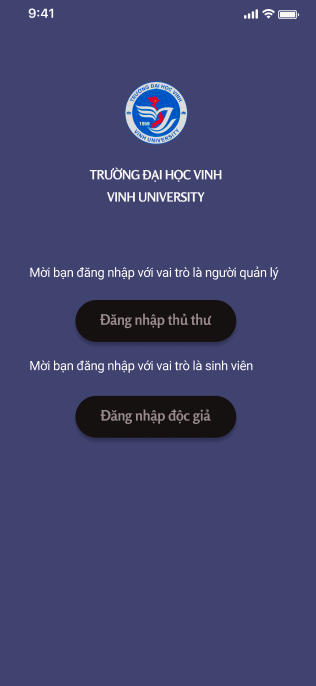 9:41
TRƯỜNG ĐẠI HỌC VINH
1959
VINH UNIVERSITY
TRƯỜNG ĐẠI HỌC VINH
VINH UNIVERSITY
Mời bạn đăng nhập với vai trò là người quản lý
Đăng nhập thủ thư
Mời bạn đăng nhập với vai trò là sinh viên
Đăng nhập độc giả